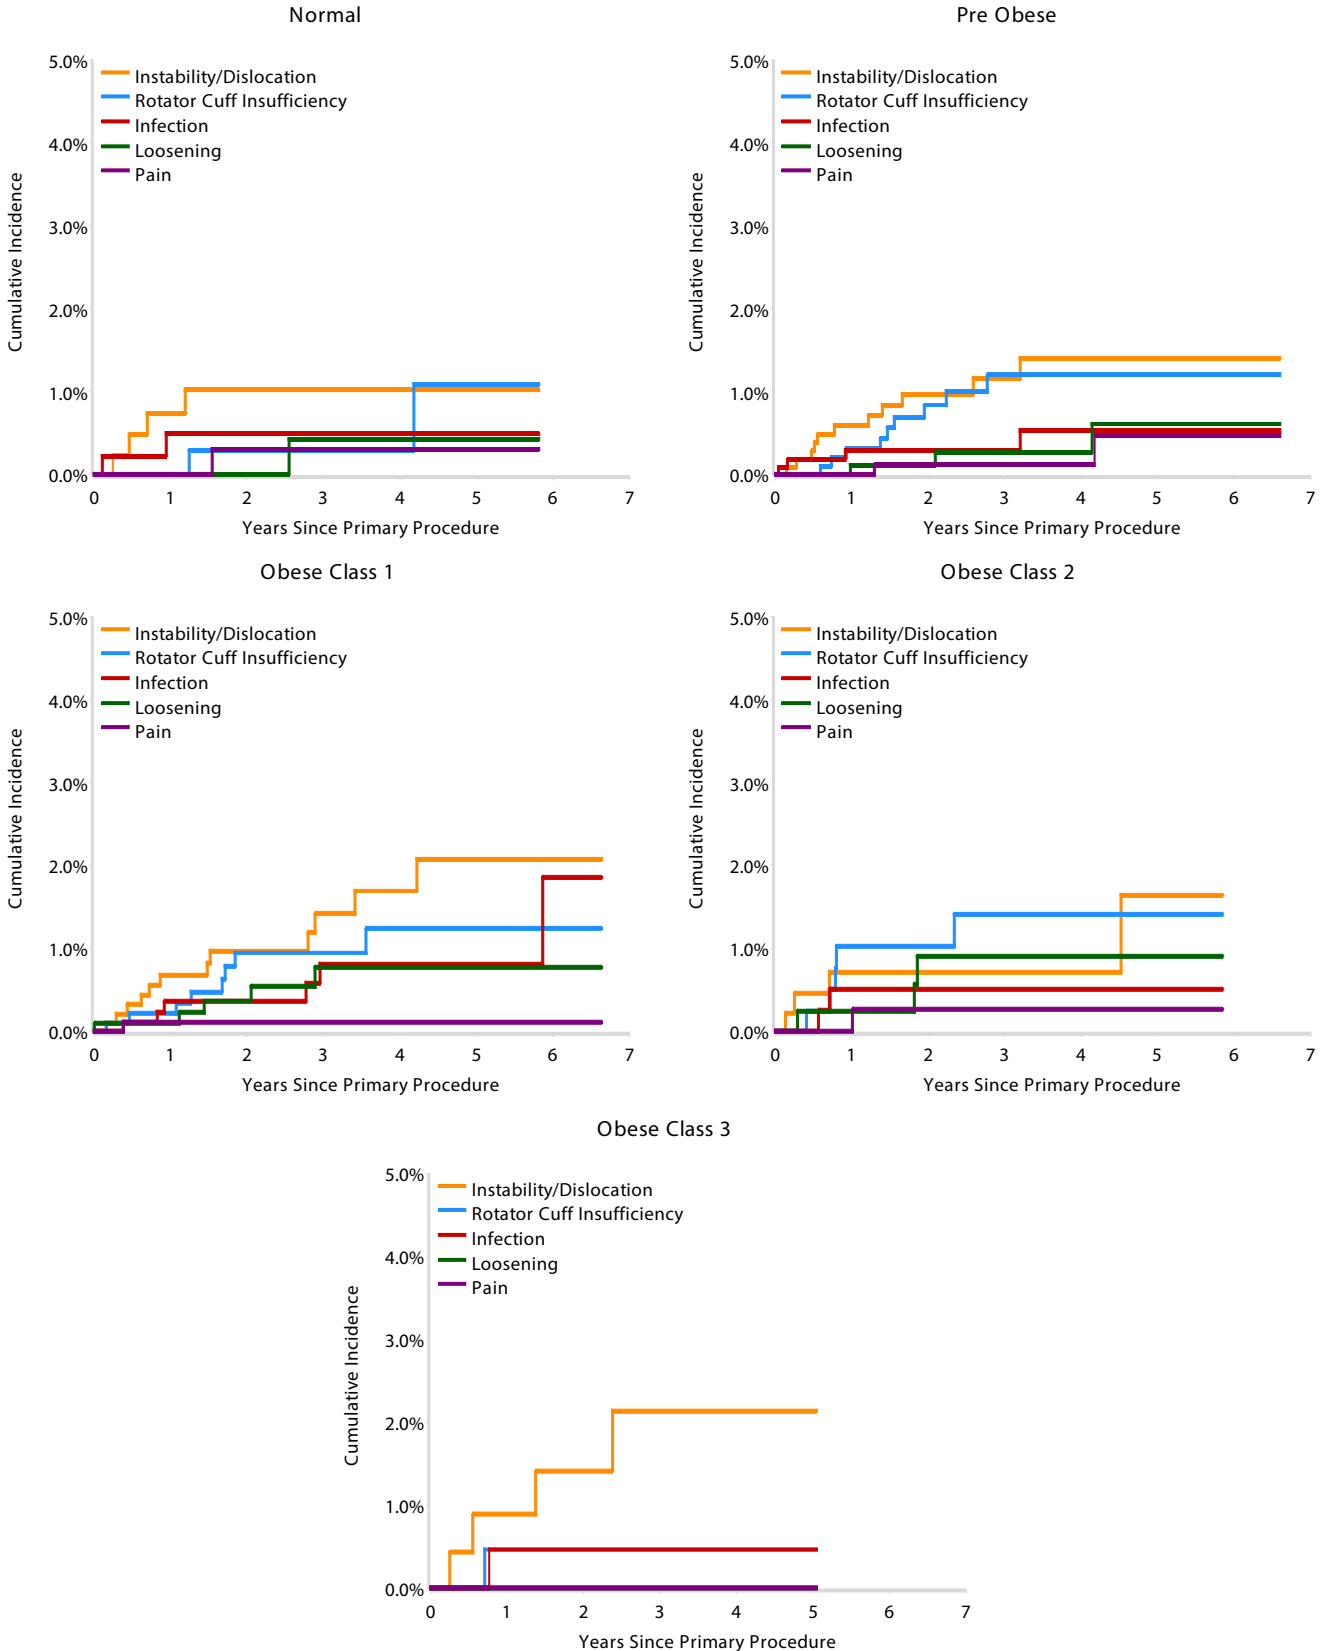 Normal
5.0%
4.0%
3.0%
2.0%
1.0%
0.0%
Cumulative Incidence
Instability/Dislocation
Rotator Cuff Insufficiency
Infection
Loosening
Pain
0 1 2 3 4 5 6 7
Years Since Primary Procedure
Pre Obese
5.0%
4.0%
3.0%
2.0%
1.0%
0.0%
Cumulative Incidence
Instability/Dislocation
Rotator Cuff Insufficiency
Infection
Loosening
Pain
0 1 2 3 4 5 6 7
Years Since Primary Procedure
Obese Class 1
5.0%
4.0%
3.0%
2.0%
1.0%
0.0%
Cumulative Incidence
Instability/Dislocation
Rotator Cuff Insufficiency
Infection
Loosening
Pain
0 1 2 3 4 5 6 7
Years Since Primary Procedure
Obese Class 2
5.0%
4.0%
3.0%
2.0%
1.0%
0.0%
Cumulative Incidence
Instability/Dislocation
Rotator Cuff Insufficiency
Infection
Loosening
Pain
0 1 2 3 4 5 6 7
Years Since Primary Procedure
Obese Class 3
5.0%
4.0%
3.0%
2.0%
1.0%
0.0%
Cumulative Incidence
Instability/Dislocation
Rotator Cuff Insufficiency
Infection
Loosening
Pain
0 1 2 3 4 5 6 7
Years Since Primary Procedure